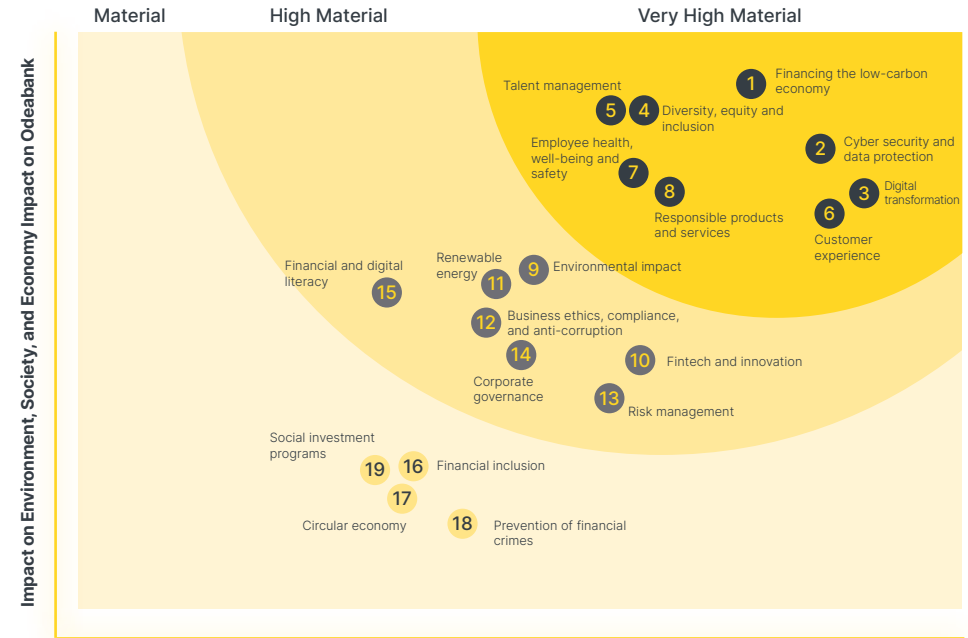 Material
High Material
Very High Material
Impact on Environment, Society, and Economy Impact on Odeabank
1
Financing the low-carbon
economy
Talent management
5
4
Diversity, equity and
inclusion
2
Cyber security and
data protection
Employee health,
well-being and
safety
7
8
Responsible products
and services
3
Digital
transformation
6
Customer
experience
Financial and digital
literacy
15
Renewable
energy
11
9
Environmental impact
12
Business ethics, compliance,
and anti-corruption
14
Corporate
governance
10
Fintech and innovation
13
Risk management
Social investment
programs
19
16
Financial inclusion
17
Circular economy
18
Prevention of financial
crimes